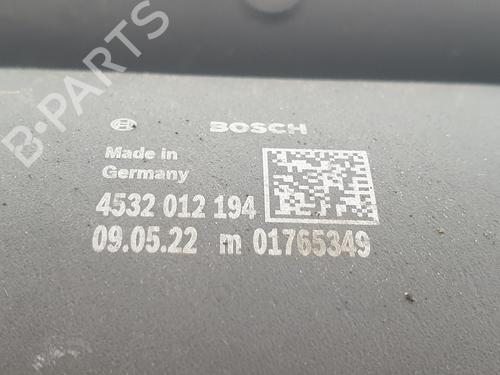 BOSCH
Made in
Germany
4532 012 194
09.05.22 m 01765349
B-PARTS